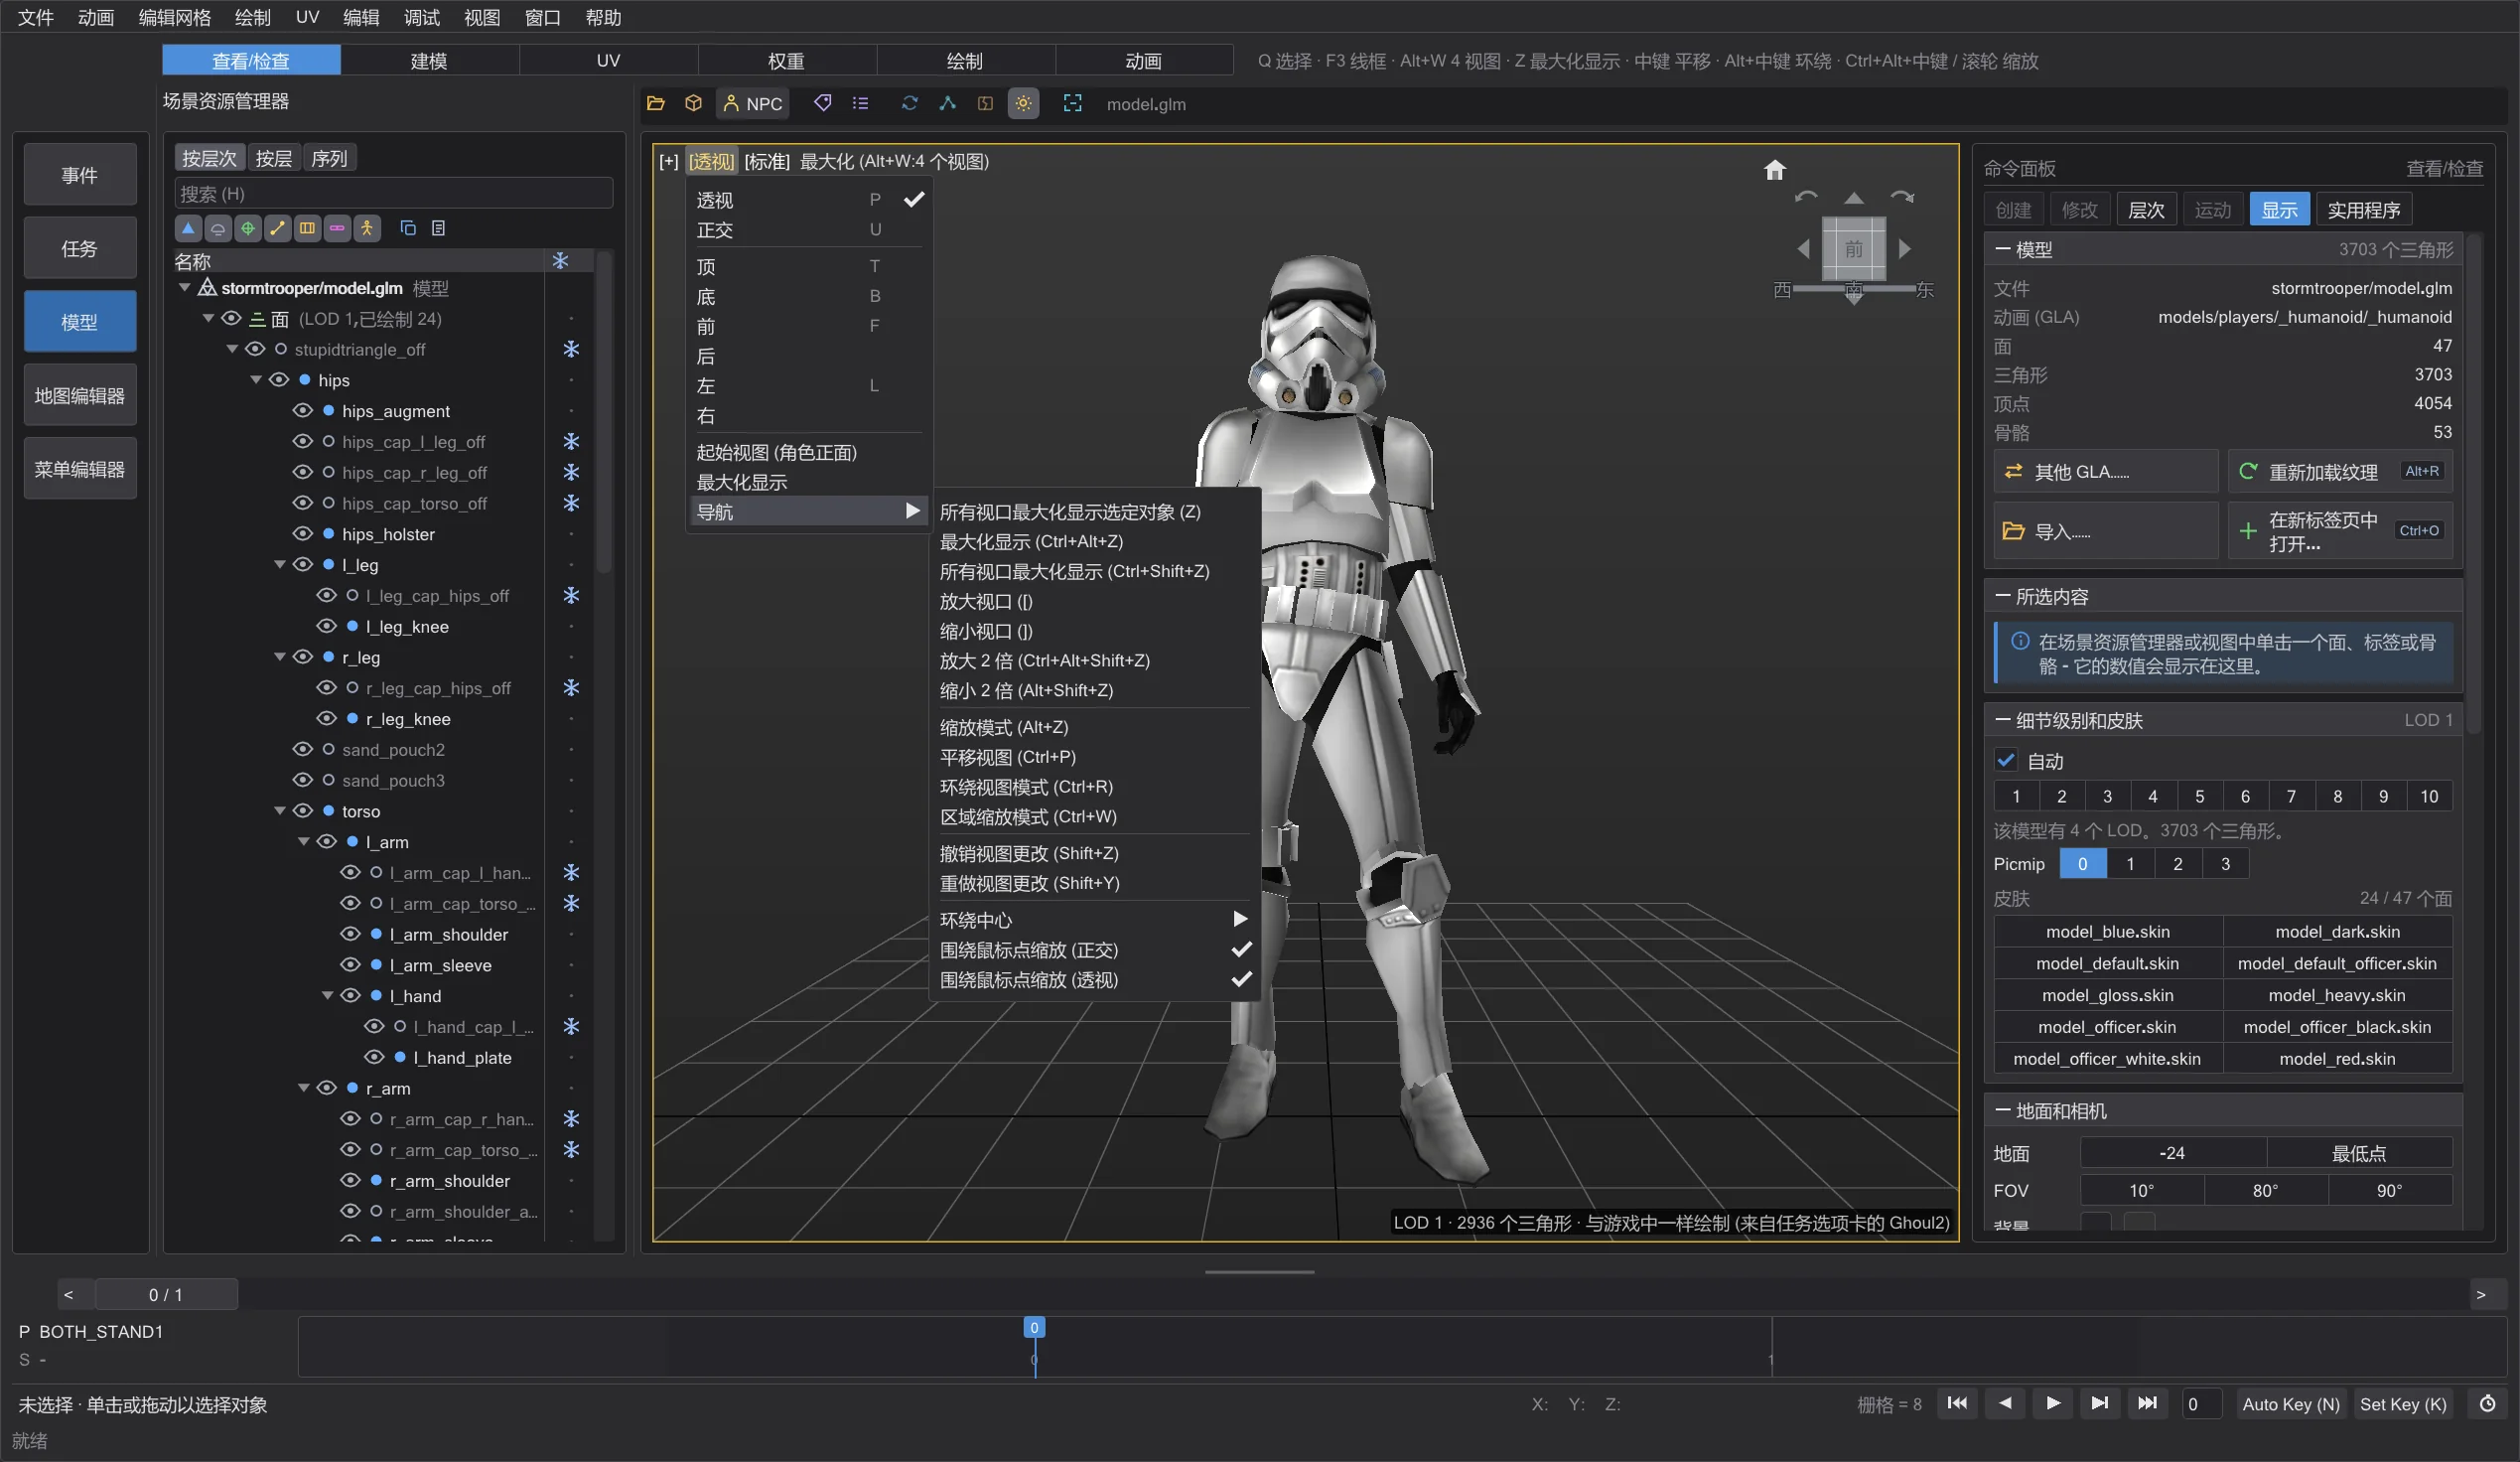 文件 动画 编辑网格 绘制 UV 编辑 调试 视图 窗口 帮助
查看/检查 建模 UV 权重 绘制 动画 Q 选择 · F3 线框 · Alt+W 4 视图 · Z 最大化显示 · 中键 平移 · Alt+中键 环绕 · Ctrl+Alt+中键 / 滚轮 缩放
场景资源管理器
NPC model.glm
事件
任务
模型
地图编辑器
菜单编辑器
按层次 按层 序列
搜索 (H)
名称
stormtrooper/model.glm 模型
面 (LOD 1,已绘制 24)
stupidtriangle_off
hips
hips_augment
hips_cap_l_leg_off
hips_cap_r_leg_off
hips_cap_torso_off
hips_holster
l_leg
l_leg_cap_hips_off
l_leg_knee
r_leg
r_leg_cap_hips_off
r_leg_knee
sand_pouch2
sand_pouch3
torso
l_arm
l_arm_cap_l_han...
l_arm_cap_torso_...
l_arm_shoulder
l_arm_sleeve
l_hand
l_hand_cap_l_...
l_hand_plate
r_arm
r_arm_cap_r_han...
r_arm_cap_torso_...
r_arm_shoulder
r_arm_shoulder_a...
[+] [透视] [标准] 最大化 (Alt+W:4 个视图)
透视 P
正交 U
顶 T
底 B
前 F
后
左 L
右
起始视图 (角色正面)
最大化显示
导航
所有视口最大化显示选定对象 (Z)
最大化显示 (Ctrl+Alt+Z)
所有视口最大化显示 (Ctrl+Shift+Z)
放大视口 ([)
缩小视口 (])
放大 2 倍 (Ctrl+Alt+Shift+Z)
缩小 2 倍 (Alt+Shift+Z)
缩放模式 (Alt+Z)
平移视图 (Ctrl+P)
环绕视图模式 (Ctrl+R)
区域缩放模式 (Ctrl+W)
撤销视图更改 (Shift+Z)
重做视图更改 (Shift+Y)
环绕中心
围绕鼠标点缩放 (正交)
围绕鼠标点缩放 (透视)
前
西 南 东
LOD 1 · 2936 个三角形 · 与游戏中一样绘制 (来自任务选项卡的 Ghoul2)
命令面板 查看/检查
创建 修改 层次 运动 显示 实用程序
模型 3703 个三角形
文件 stormtrooper/model.glm
动画 (GLA) models/players/_humanoid/_humanoid
面 47
三角形 3703
顶点 4054
骨骼 53
其他 GLA...... 重新加载纹理 Alt+R
导入...... 在新标签页中打开... Ctrl+O
所选内容
在场景资源管理器或视图中单击一个面、标签或骨
骼 - 它的数值会显示在这里。
细节级别和皮肤 LOD 1
自动
1 2 3 4 5 6 7 8 9 10
该模型有 4 个 LOD。3703 个三角形。
Picmip 0 1 2 3
皮肤 24 / 47 个面
model_blue.skin model_dark.skin
model_default.skin model_default_officer.skin
model_gloss.skin model_heavy.skin
model_officer.skin model_officer_black.skin
model_officer_white.skin model_red.skin
地面和相机
地面 -24 最低点
FOV 10° 80° 90°
背景
< 0 / 1 >
P BOTH_STAND1
S -
0
0 1
未选择 · 单击或拖动以选择对象 X: Y: Z: 栅格 = 8 0 Auto Key (N) Set Key (K)
就绪